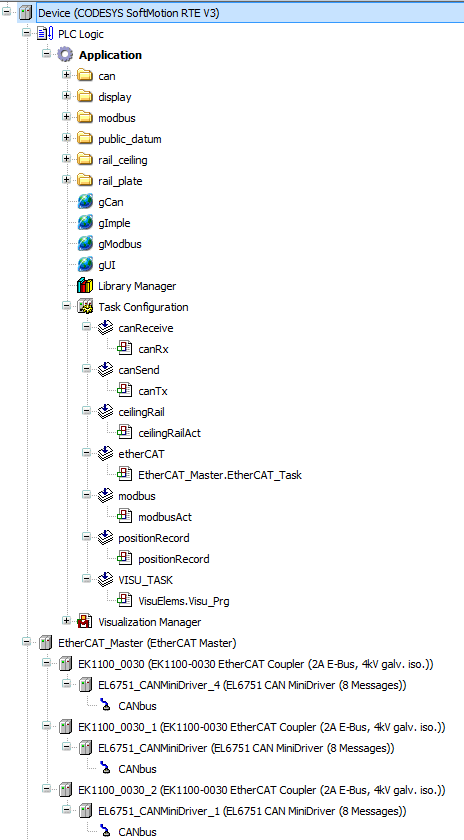 Device (CODESYS SoftMotion RTE V3)
PLC Logic
Application
can
display
modbus
public_datum
rail_ceiling
rail_plate
gCan
gImple
gModbus
gUI
Library Manager
Task Configuration
canReceive
canRx
canSend
canTx
ceilingRail
ceilingRailAct
etherCAT
EtherCAT_Master.EtherCAT_Task
modbus
modbusAct
positionRecord
positionRecord
VISU_TASK
VisuElems.Visu_Prg
Visualization Manager
EtherCAT_Master (EtherCAT Master)
EK1100_0030 (EK1100-0030 EtherCAT Coupler (2A E-Bus, 4kV galv. iso.))
EL6751_CANMiniDriver_4 (EL6751 CAN MiniDriver (8 Messages))
CANbus
EK1100_0030_1 (EK1100-0030 EtherCAT Coupler (2A E-Bus, 4kV galv. iso.))
EL6751_CANMiniDriver (EL6751 CAN MiniDriver (8 Messages))
CANbus
EK1100_0030_2 (EK1100-0030 EtherCAT Coupler (2A E-Bus, 4kV galv. iso.))
EL6751_CANMiniDriver_1 (EL6751 CAN MiniDriver (8 Messages))
CANbus